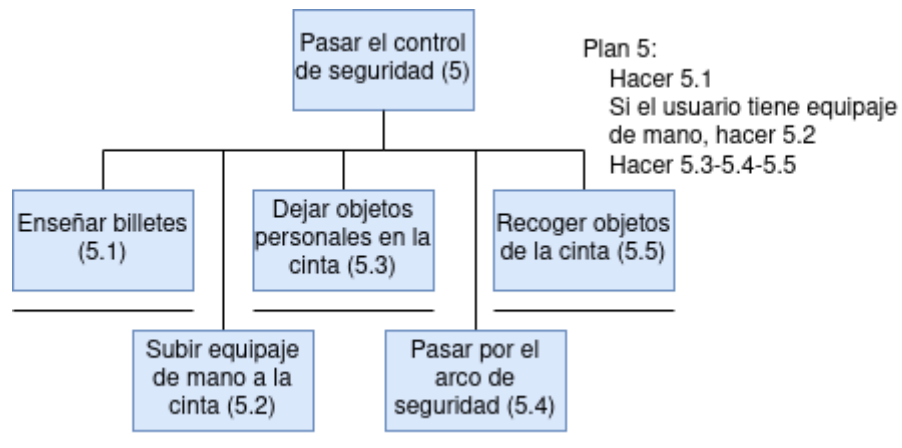 Pasar el control
de seguridad (5)
Plan 5:
Hacer 5.1
Si el usuario tiene equipaje
de mano, hacer 5.2
Hacer 5.3-5.4-5.5
Enseñar billetes
(5.1)
Dejar objetos
personales en la
cinta (5.3)
Recoger objetos
de la cinta (5.5)
Subir equipaje
de mano a la
cinta (5.2)
Pasar por el
arco de
seguridad (5.4)